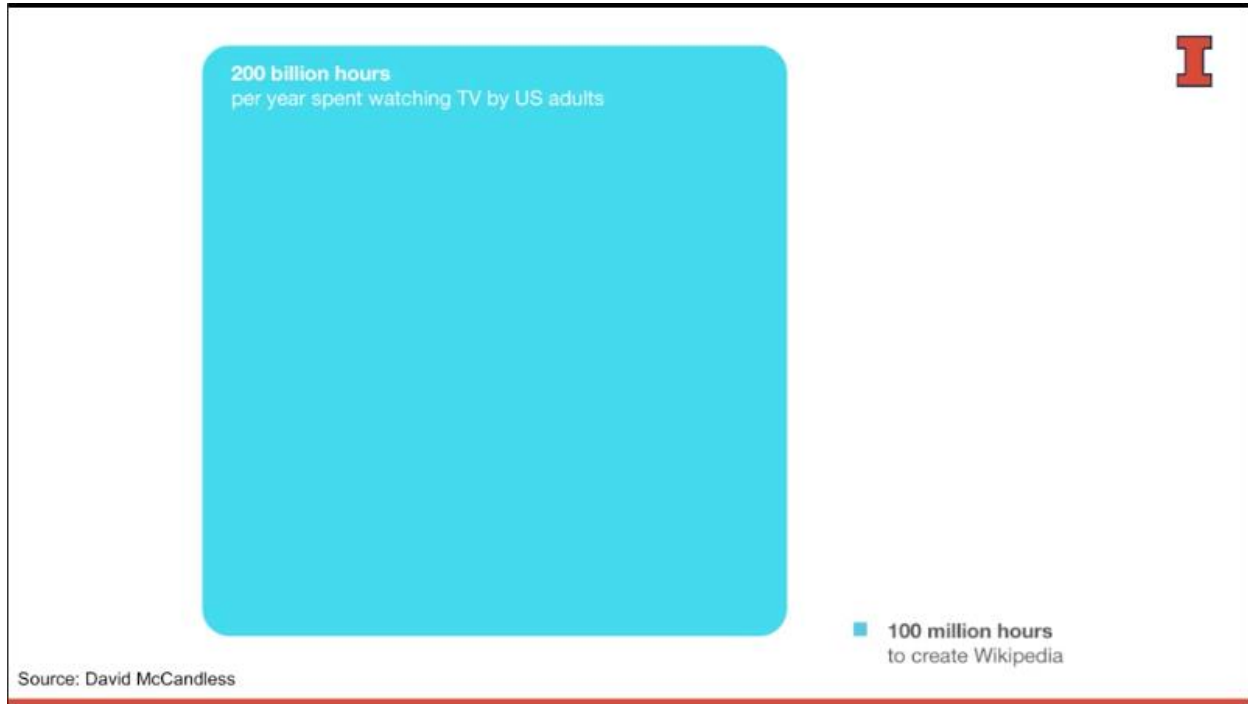 200 billion hours
per year spent watching TV by US adults
I
100 million hours
to create Wikipedia
Source: David McCandless